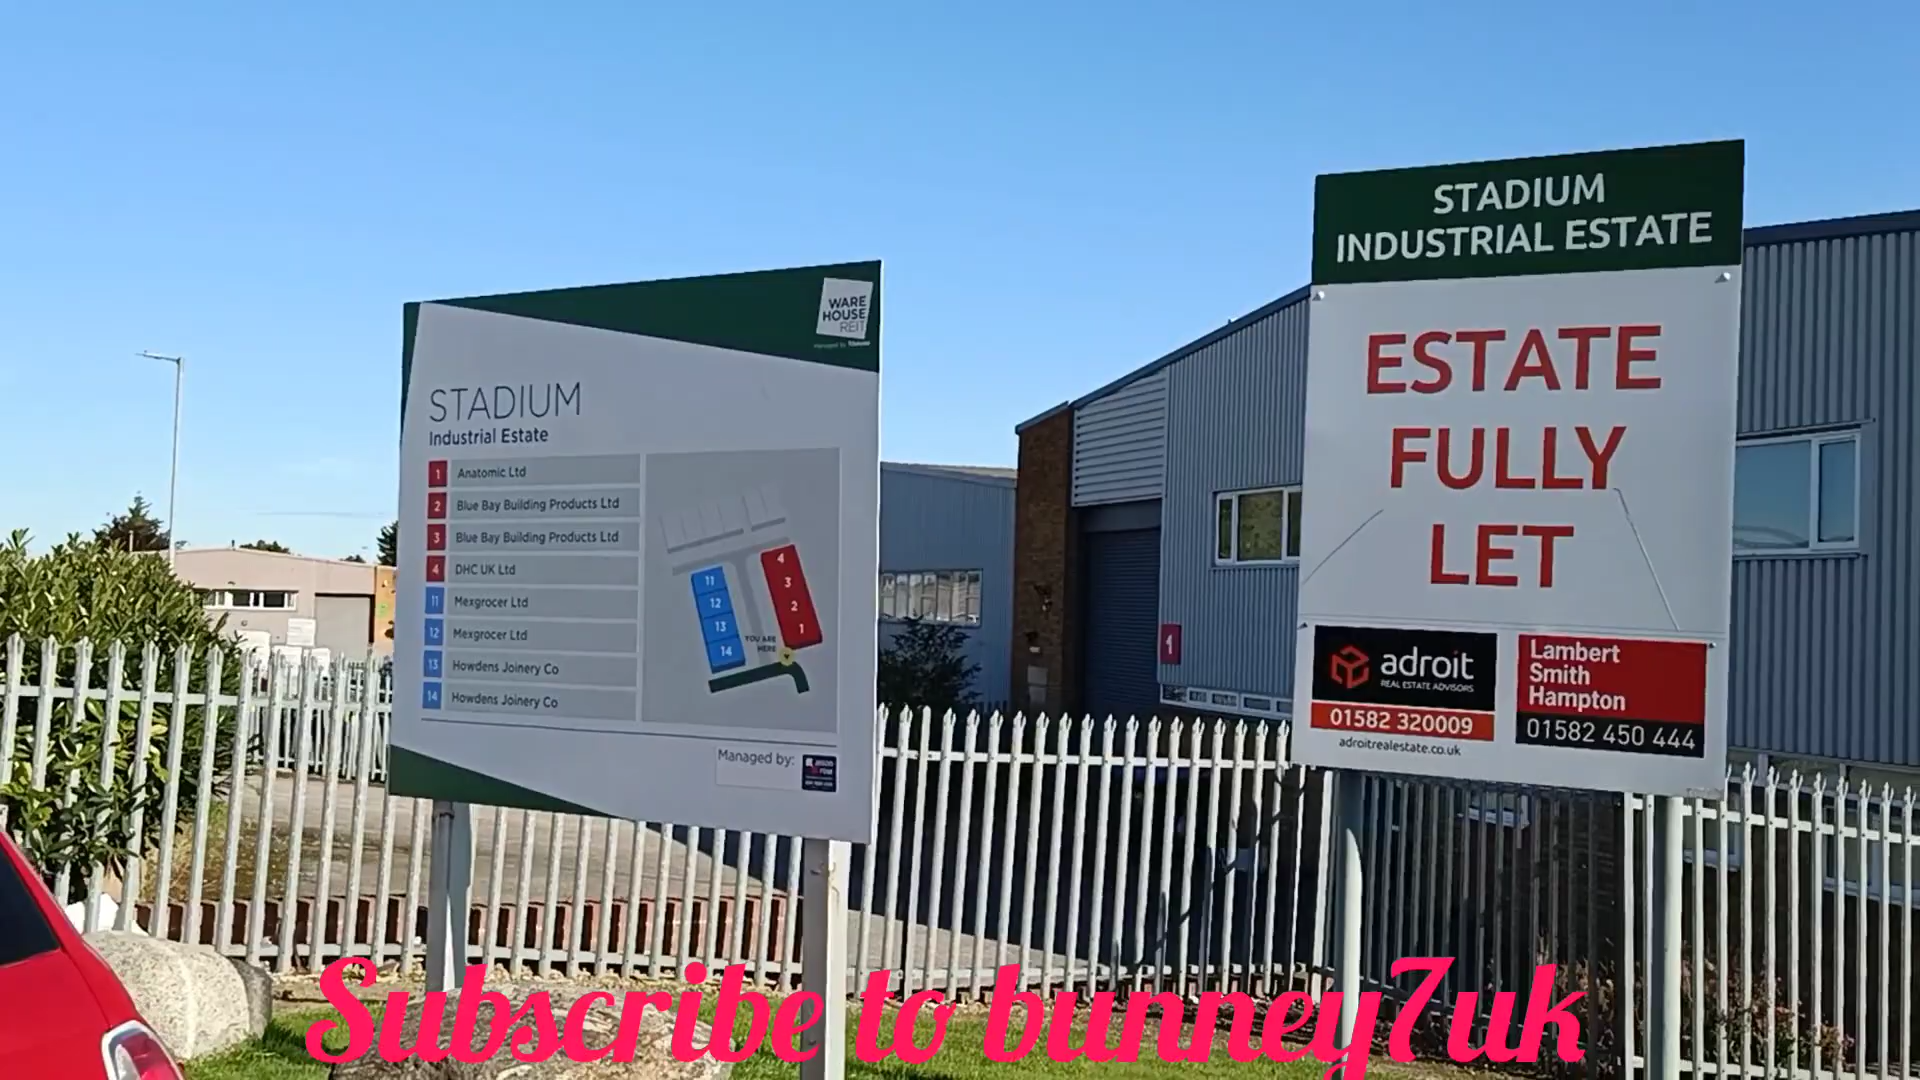 WARE
HOUSE
REIT
STADIUM
Industrial Estate
1 Anatomic Ltd
2 Blue Bay Building Products Ltd
3 Blue Bay Building Products Ltd
4 DHC UK Ltd
11 Mexgrocer Ltd
12 Mexgrocer Ltd
13 Howdens Joinery Co
14 Howdens Joinery Co
11
12
13
14
4
3
2
1
YOU ARE
HERE
Managed by:
STADIUM
INDUSTRIAL ESTATE
ESTATE
FULLY
LET
adroit
REAL ESTATE ADVISORS
01582 320009
adroitrealestate.co.uk
Lambert
Smith
Hampton
01582 450 444
1
Subscribe to bunney7uk